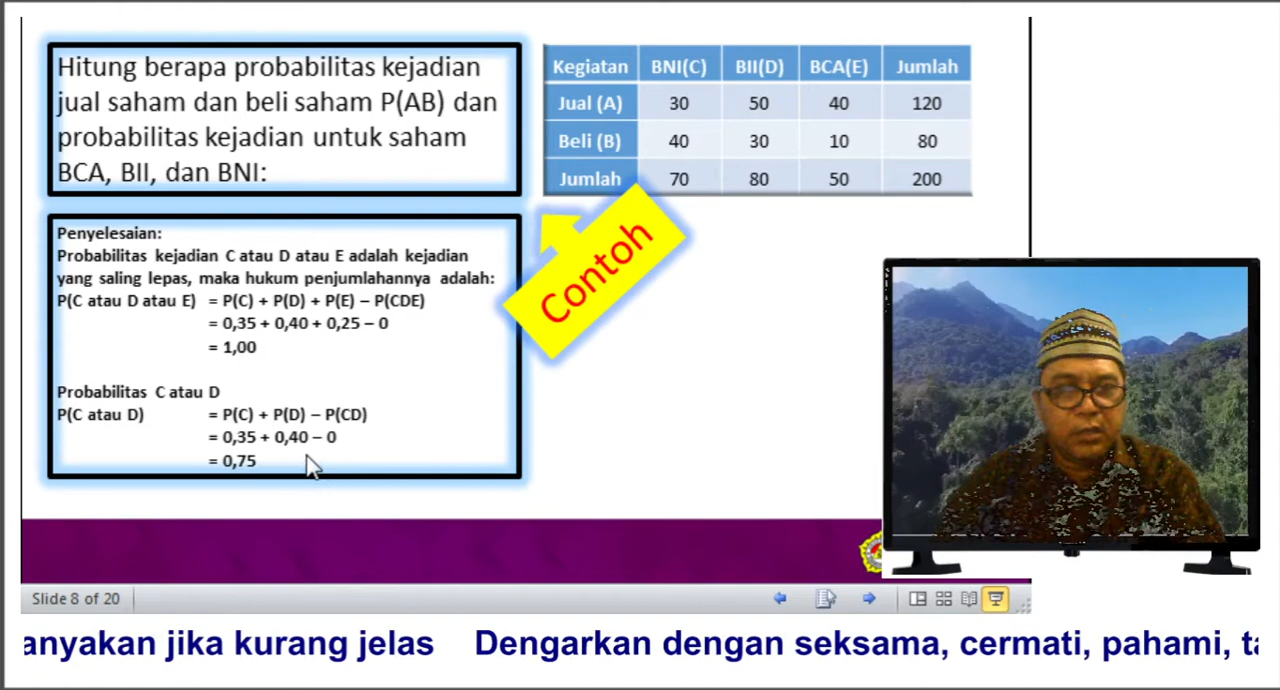 Hitung berapa probabilitas kejadian
jual saham dan beli saham P(AB) dan
probabilitas kejadian untuk saham
BCA, BII, dan BNI:
Kegiatan BNI(C) BII(D) BCA(E) Jumlah
Jual (A) 30 50 40 120
Beli (B) 40 30 10 80
Jumlah 70 80 50 200
Contoh
Penyelesaian:
Probabilitas kejadian C atau D atau E adalah kejadian
yang saling lepas, maka hukum penjumlahannya adalah:
P(C atau D atau E) = P(C) + P(D) + P(E) – P(CDE)
= 0,35 + 0,40 + 0,25 – 0
= 1,00
Probabilitas C atau D
P(C atau D) = P(C) + P(D) – P(CD)
= 0,35 + 0,40 – 0
= 0,75
Slide 8 of 20
anyakan jika kurang jelas Dengarkan dengan seksama, cermati, pahami,